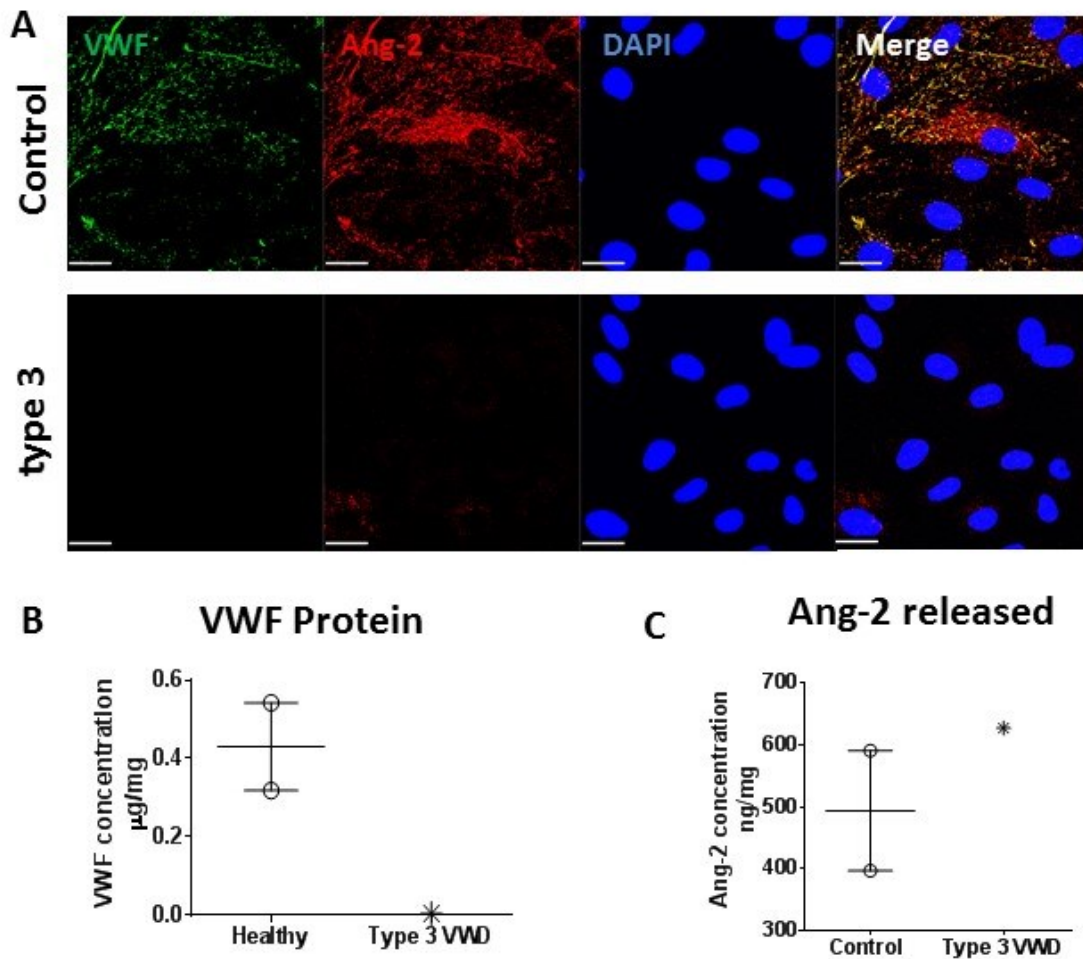 A
VWF Ang-2 DAPI Merge
Control
type 3
B VWF Protein
VWF concentration
µg/mg
0.6
0.4
0.2
0.0
Healthy Type 3 VWD
C Ang-2 released
Ang-2 concentration
ng/mg
700
600
500
400
300
Control Type 3 VWD